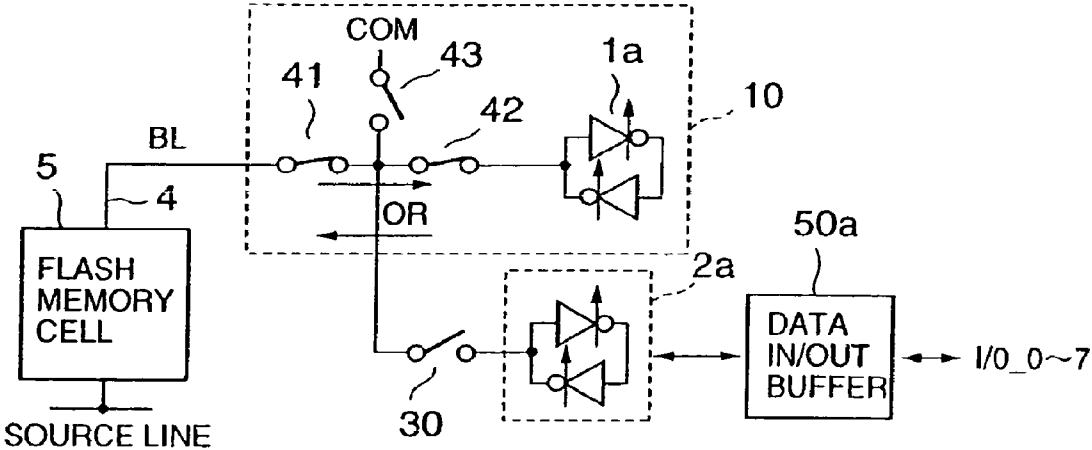 COM
43
1a
41
42
10
BL
5
4
OR
50a
FLASH
MEMORY
CELL
2a
DATA
IN/OUT
BUFFER
I/0_0~7
30
SOURCE LINE